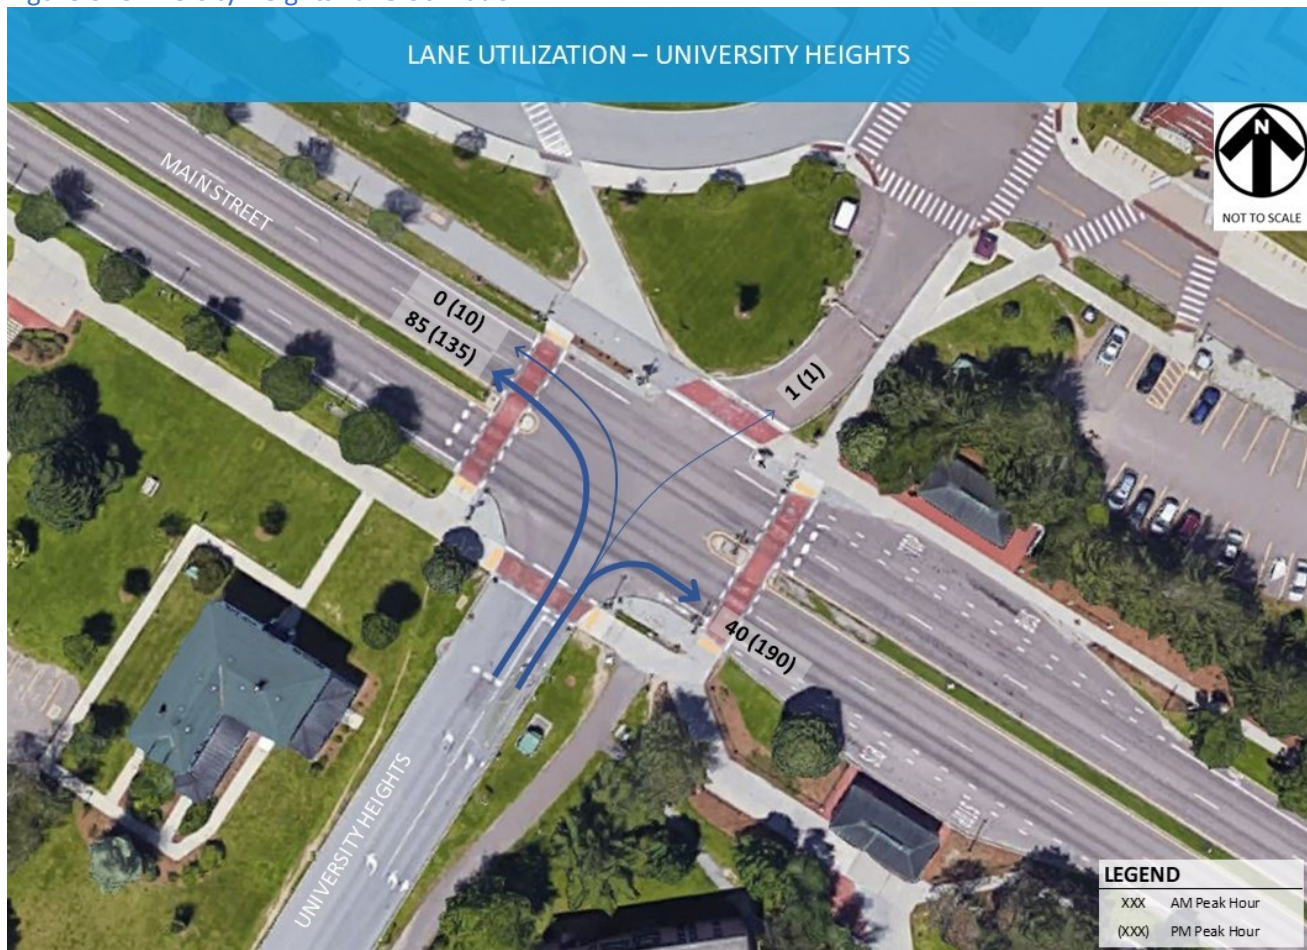 LANE UTILIZATION – UNIVERSITY HEIGHTS
N
NOT TO SCALE
MAIN STREET
0 (10)
85 (135)
1 (1)
40 (190)
UNIVERSITY HEIGHTS
STOP
LEGEND
XXX AM Peak Hour
(XXX) PM Peak Hour